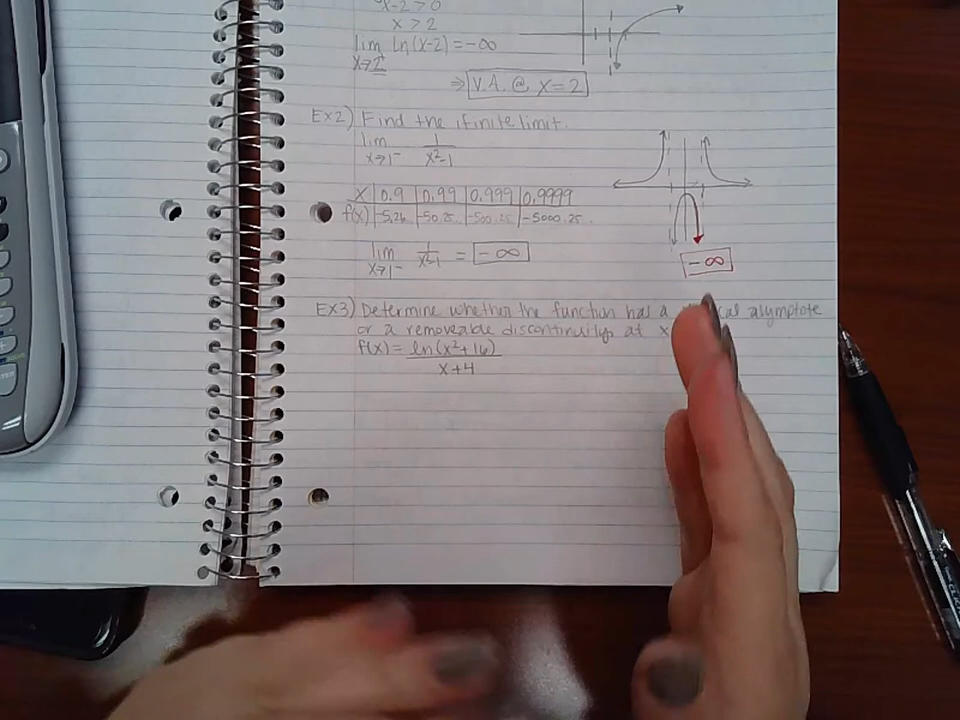 x-2>0
x>2
lim ln(x-2) = -∞
x→2⁺
⇒ V.A. @ x=2
Ex2) Find the ifinite limit.
lim 1/(x²-1)
x→1⁻
x | 0.9 | 0.99 | 0.999 | 0.9999
f(x) | -5.26 | -50.25 | -500.25 | -5000.25
lim 1/(x²-1) = -∞
x→1⁻
-∞
Ex3) Determine whether the function has a asymptote
or a removeable discontinuity at x
f(x) = ln(x²+16)
x+4